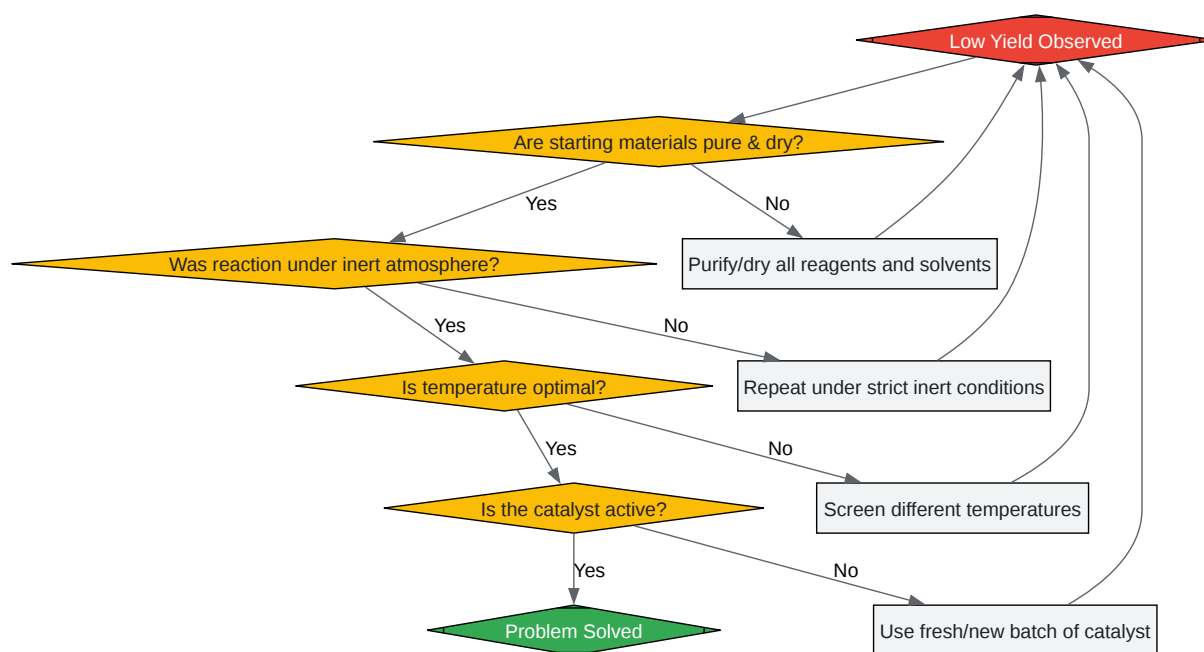 Low Yield Observed
Are starting materials pure & dry?
Yes
No
Was reaction under inert atmosphere?
Purify/dry all reagents and solvents
Yes
No
Is temperature optimal?
Repeat under strict inert conditions
Yes
No
Is the catalyst active?
Screen different temperatures
Yes
No
Problem Solved
Use fresh/new batch of catalyst